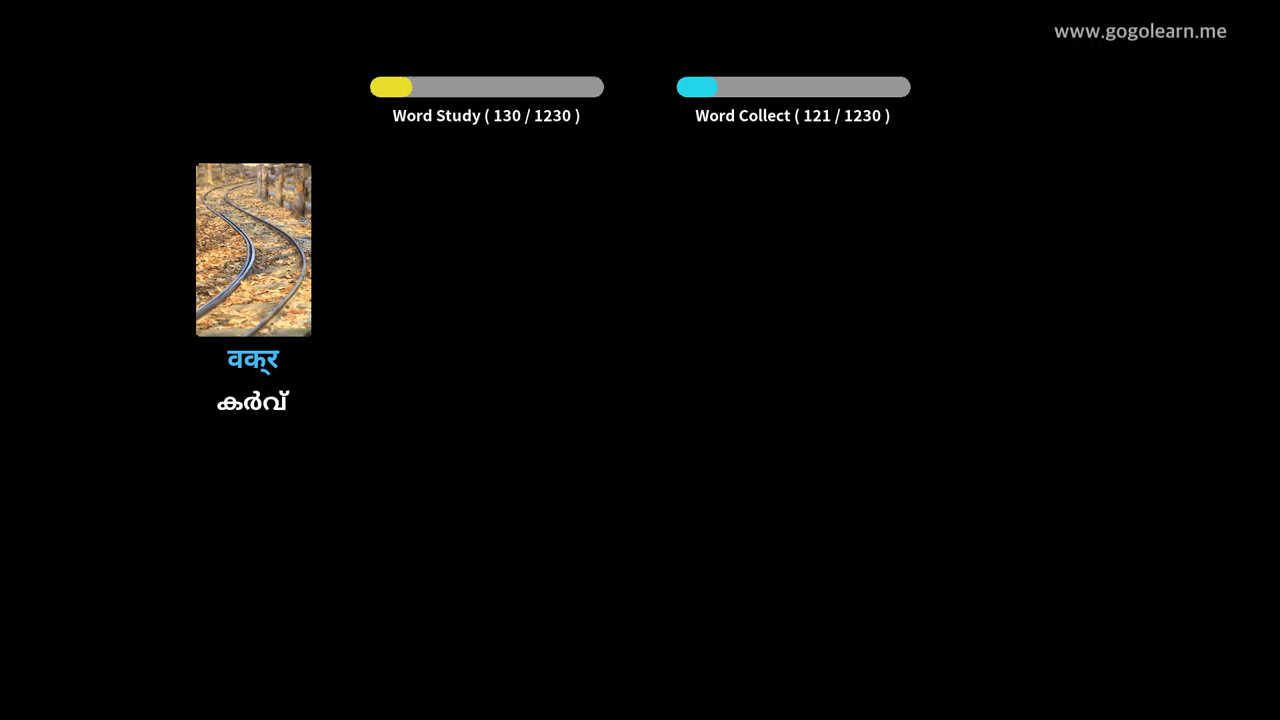 www.gogolearn.me
Word Study ( 130 / 1230 )
Word Collect ( 121 / 1230 )
वक्र
കർവ്